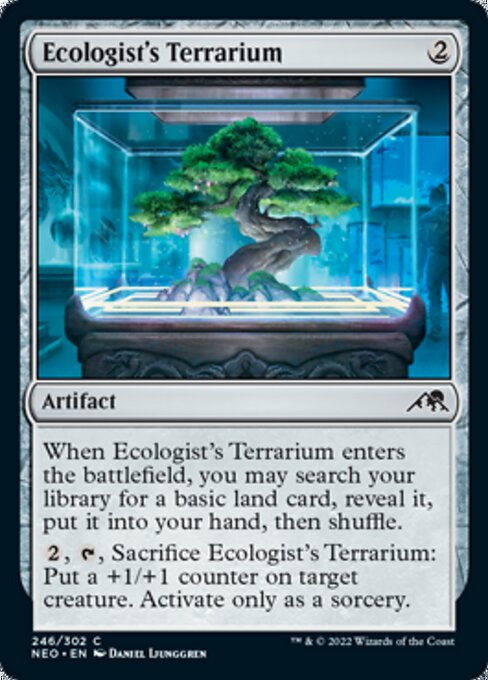 Ecologist's Terrarium 2
Artifact
When Ecologist's Terrarium enters
the battlefield, you may search your
library for a basic land card, reveal it,
put it into your hand, then shuffle.
2, , Sacrifice Ecologist's Terrarium:
Put a +1/+1 counter on target
creature. Activate only as a sorcery.
246/302 C
NEO • EN Daniel Ljunggren
™ & © 2022 Wizards of the Coast